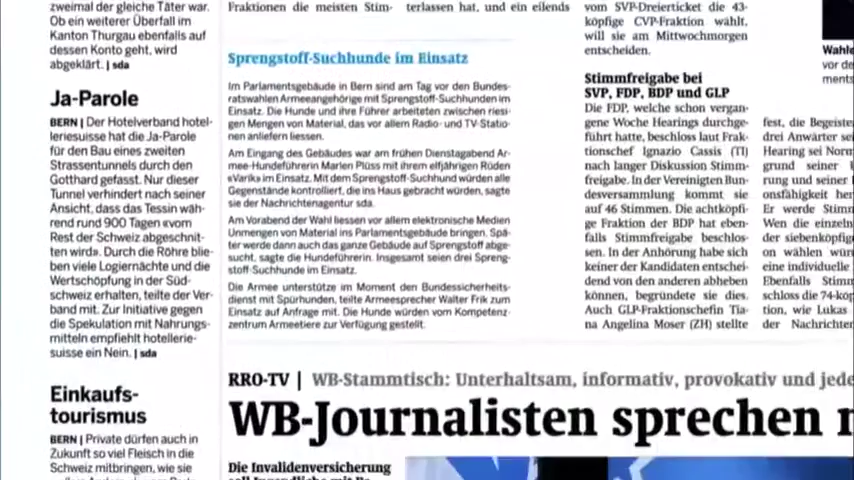 zweimal der gleiche Täter war.
Ob ein weiterer Überfall im
Kanton Thurgau ebenfalls auf
dessen Konto geht, wird
abgeklärt. | sda
Ja-Parole
BERN | Der Hotelverband hotel-
leriesuisse hat die Ja-Parole
für den Bau eines zweiten
Strassentunnels durch den
Gotthard gefasst. Nur dieser
Tunnel verhindert nach seiner
Ansicht, dass das Tessin wäh-
rend rund 900 Tagen «vom
Rest der Schweiz abgeschnit-
ten wird». Durch die Röhre blie-
ben viele Logiernächte und die
Wertschöpfung in der Süd-
schweiz erhalten, teilte der Ver-
band mit. Zur Initiative gegen
die Spekulation mit Nahrungs-
mitteln empfiehlt hotellerie-
suisse ein Nein. | sda
Einkaufs-
tourismus
BERN | Private dürfen auch in
Zukunft so viel Fleisch in die
Schweiz mitbringen, wie sie
Fraktionen die meisten Stim-
terlassen hat, und ein eilends
Sprengstoff-Suchhunde im Einsatz
Im Parlamentsgebäude in Bern sind am Tag vor den Bundes-
ratswahlen Armeeangehörige mit Sprengstoff-Suchhunden im
Einsatz. Die Hunde und ihre Führer arbeiteten zwischen riesi-
gen Mengen von Material, das vor allem Radio- und TV-Statio-
nen anliefern liessen.
Am Eingang des Gebäudes war am frühen Dienstagabend Ar-
mee-Hundeführerin Marlen Plüss mit ihrem elfjährigen Rüden
«Varik» im Einsatz. Mit dem Sprengstoff-Suchhund würden alle
Gegenstände kontrolliert, die ins Haus gebracht würden, sagte
sie der Nachrichtenagentur sda.
Am Vorabend der Wahl liessen vor allem elektronische Medien
Unmengen von Material ins Parlamentsgebäude bringen. Spä-
ter werde dann auch das ganze Gebäude auf Sprengstoff abge-
sucht, sagte die Hundeführerin. Insgesamt seien drei Spreng-
stoff-Suchhunde im Einsatz.
Die Armee unterstütze im Moment den Bundessicherheits-
dienst mit Spürhunden, teilte Armeesprecher Walter Frik zum
Einsatz auf Anfrage mit. Die Hunde würden vom Kompetenz-
zentrum Armeetiere zur Verfügung gestellt.
vom SVP-Dreierticket die 43-
köpfige CVP-Fraktion wählt,
will sie am Mittwochmorgen
entscheiden.
Stimmfreigabe bei
SVP, FDP, BDP und GLP
Die FDP, welche schon vergan-
gene Woche Hearings durchge-
führt hatte, beschloss laut Frak-
tionschef Ignazio Cassis (TI)
nach langer Diskussion Stimm-
freigabe. In der Vereinigten Bun-
desversammlung kommt sie
auf 46 Stimmen. Die achtköpfi-
ge Fraktion der BDP hat eben-
falls Stimmfreigabe beschlos-
sen. In der Anhörung habe sich
keiner der Kandidaten entschei-
dend von den anderen abheben
können, begründete sie dies.
Auch GLP-Fraktionschefin Tia-
na Angelina Moser (ZH) stellte
Wahle
vor de
ments
fest, die Begeiste
drei Anwärter sei
Hearing sei Norm
grund seiner
rung und seiner
onsfähigkeit her
Er werde Stimm
Wen die einzeln
der siebenköpfige
on wählen würd
eine individuelle
Ebenfalls Stimm
schloss die 74-köp
tion, wie Lukas
der Nachrichten
RRO-TV | WB-Stammtisch: Unterhaltsam, informativ, provokativ und jede
WB-Journalisten sprechen
Die Invalidenversicherung